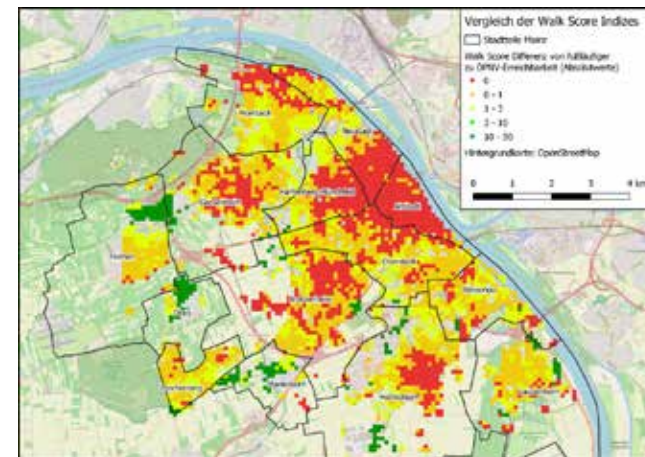 Vergleich der Walk Score Indizes
Stadtteile Mainz
Walk Score Differenz von fußläufiger
zu ÖPNV-Erreichbarkeit (Absolutwerte)
0
0 - 1
1 - 2
2 - 10
10 - 20
Hintergrundkarte: OpenStreetMap
0 1 2 3 4 km
Mombach
Neustadt
Gonsenheim
Hartenberg-Münchfeld
Altstadt
Finthen
Oberstadt
Bretzenheim
Weisenau
Drais
Lerchenberg
Marienborn
Hechtsheim
Laubenheim